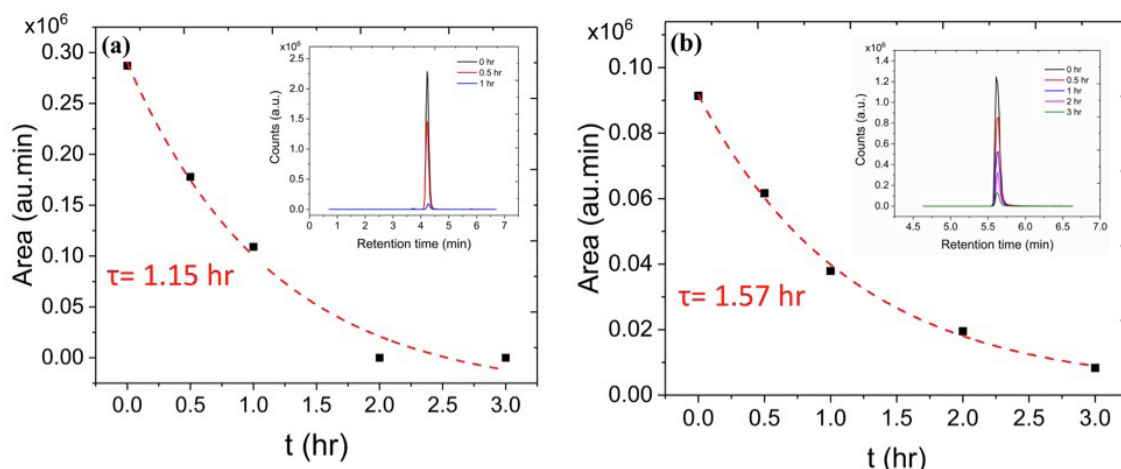 x10⁶
(a)
0.30
0.25
0.20
0.15
0.10
0.05
0.00
Area (au.min)
0.0 0.5 1.0 1.5 2.0 2.5 3.0
t (hr)
τ= 1.15 hr
x10⁶
2.5
2.0
1.5
1.0
0.5
0.0
Counts (a.u.)
0 1 2 3 4 5 6 7
Retention time (min)
0 hr
0.5 hr
1 hr
x10⁶
(b)
0.10
0.08
0.06
0.04
0.02
0.00
Area (au.min)
0.0 0.5 1.0 1.5 2.0 2.5 3.0
t (hr)
τ= 1.57 hr
x10⁶
1.4
1.2
1.0
0.8
0.6
0.4
0.2
0.0
Counts (a.u.)
4.5 5.0 5.5 6.0 6.5 7.0
Retention time (min)
0 hr
0.5 hr
1 hr
2 hr
3 hr